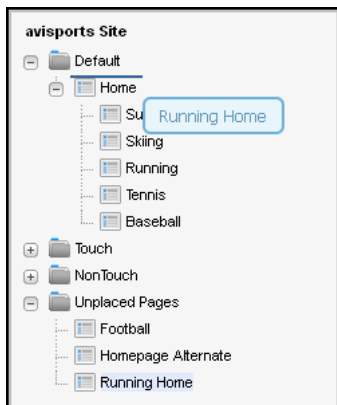 avisports Site
Default
Home
Su
Running Home
Skiing
Running
Tennis
Baseball
Touch
NonTouch
Unplaced Pages
Football
Homepage Alternate
Running Home